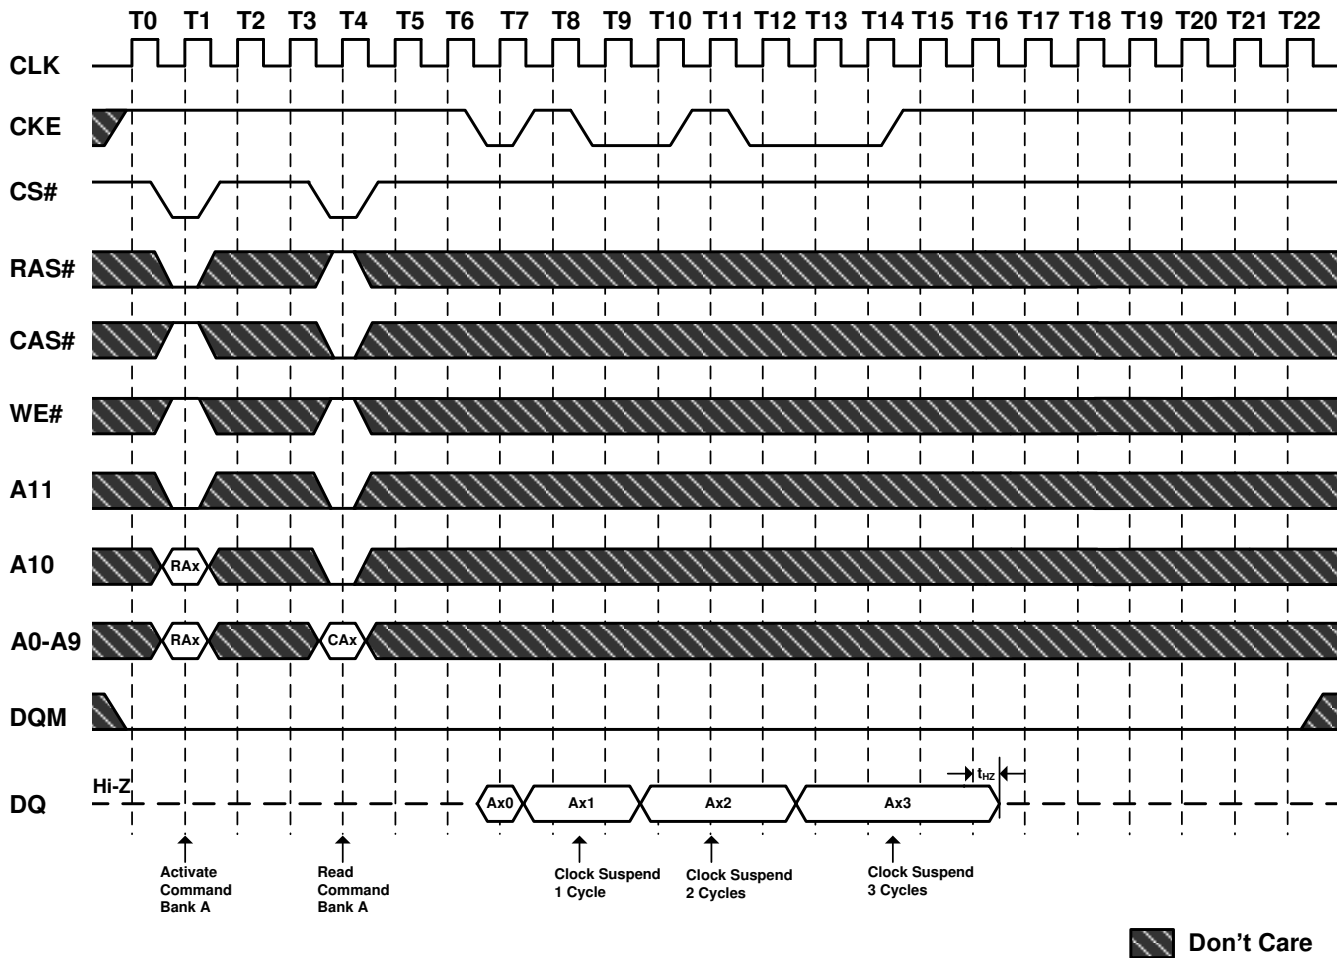 T0 T1 T2 T3 T4 T5 T6 T7 T8 T9 T10 T11 T12 T13 T14 T15 T16 T17 T18 T19 T20 T21 T22
CLK
CKE
CS#
RAS#
CAS#
WE#
A11
A10 RAx
A0-A9 RAx CAx
DQM
Hi-Z tHZ
DQ Ax0 Ax1 Ax2 Ax3
Activate
Command
Bank A
Read
Command
Bank A
Clock Suspend
1 Cycle
Clock Suspend
2 Cycles
Clock Suspend
3 Cycles
Don't Care